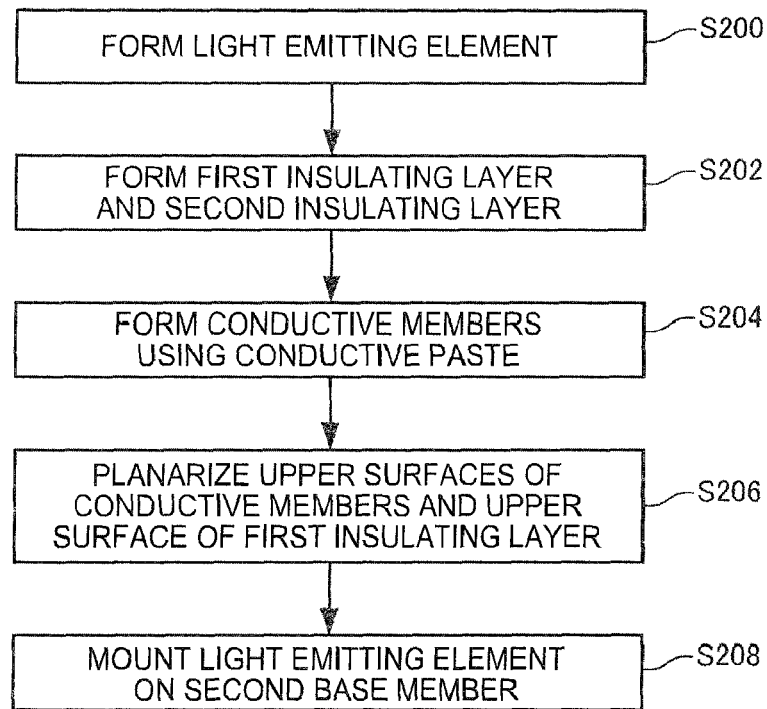 FORM LIGHT EMITTING ELEMENT
S200
FORM FIRST INSULATING LAYER
AND SECOND INSULATING LAYER
S202
FORM CONDUCTIVE MEMBERS
USING CONDUCTIVE PASTE
S204
PLANARIZE UPPER SURFACES OF
CONDUCTIVE MEMBERS AND UPPER
SURFACE OF FIRST INSULATING LAYER
S206
MOUNT LIGHT EMITTING ELEMENT
ON SECOND BASE MEMBER
S208